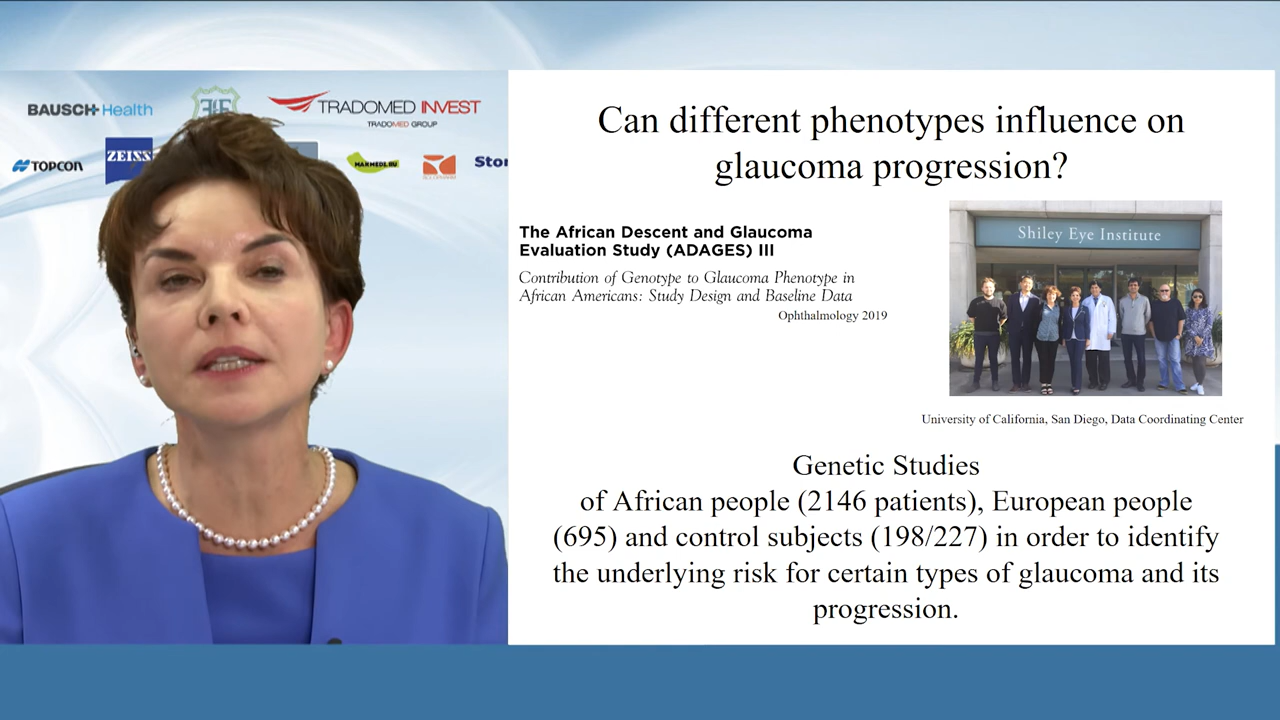 BAUSCH+Health
TRADOMED INVEST
TRADOMED GROUP
TOPCON
ZEISS
MAKMEDI.RU
Stor
Can different phenotypes influence on
glaucoma progression?
The African Descent and Glaucoma
Evaluation Study (ADAGES) III
Contribution of Genotype to Glaucoma Phenotype in
African Americans: Study Design and Baseline Data
Ophthalmology 2019
Shiley Eye Institute
University of California, San Diego, Data Coordinating Center
Genetic Studies
of African people (2146 patients), European people
(695) and control subjects (198/227) in order to identify
the underlying risk for certain types of glaucoma and its
progression.